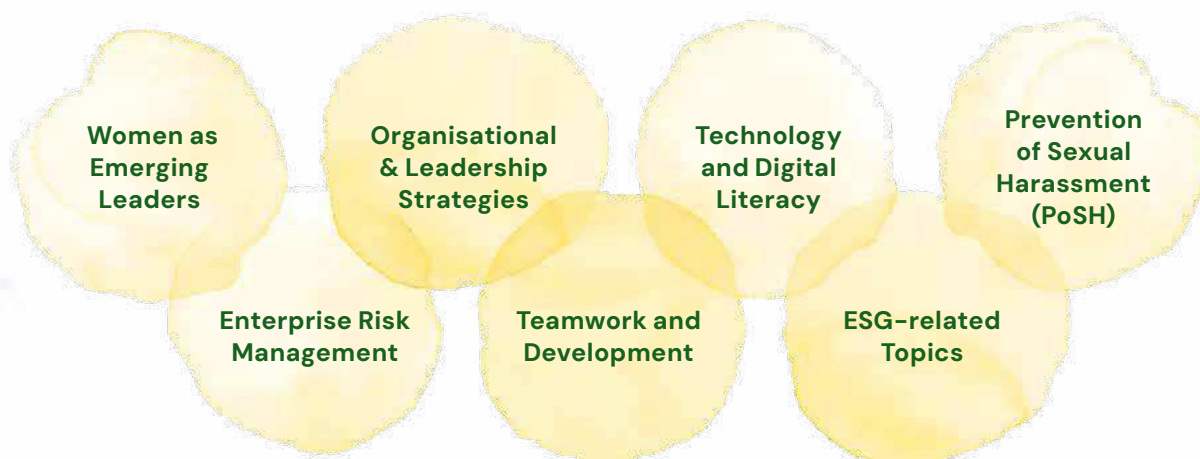 Women as
Emerging
Leaders
Organisational
& Leadership
Strategies
Technology
and Digital
Literacy
Prevention
of Sexual
Harassment
(PoSH)
Enterprise Risk
Management
Teamwork and
Development
ESG-related
Topics